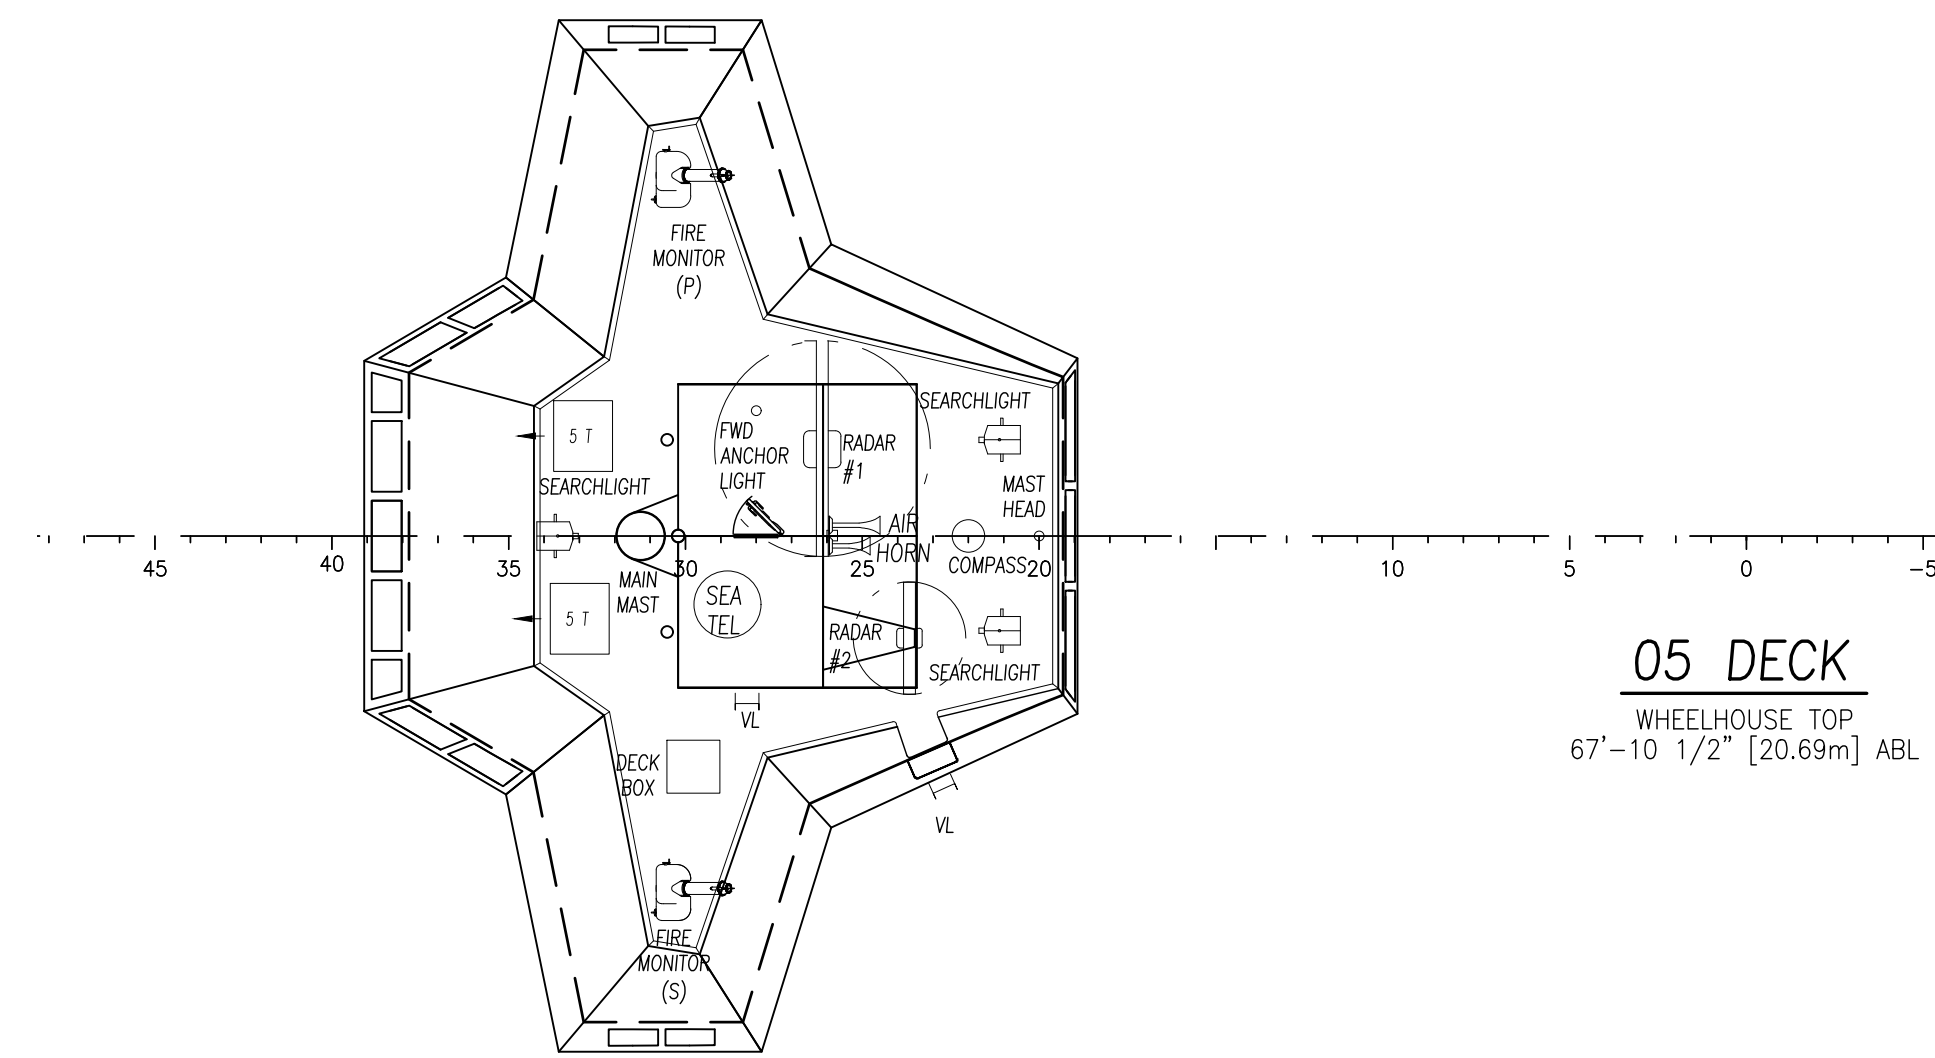 FIRE
MONITOR
(P)
SEARCHLIGHT
5 T
FWD
ANCHOR
LIGHT
RADAR
#1
SEARCHLIGHT
MAST
HEAD
AIR
HORN
45
40
35
30
25
COMPASS
20
10
5
0
-5
MAIN
MAST
SEA
TEL
5 T
RADAR
#2
SEARCHLIGHT
VL
DECK
BOX
VL
FIRE
MONITOR
(S)
05 DECK
WHEELHOUSE TOP
67'-10 1/2" [20.69m] ABL